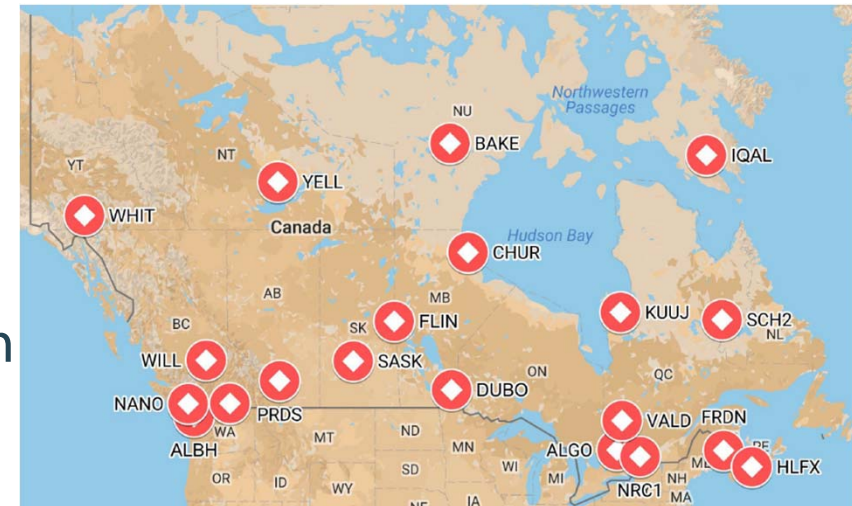 Northwestern
Passages
NU
BAKE
IQAL
YT
NT
YELL
WHIT
Canada
Hudson Bay
CHUR
AB
MB
KUUJ
SCH2
NL
BC
SK
FLIN
WILL
SASK
ON
QC
DUBO
NANO
PRDS
VALD
FRDN
WA
ALBH
MT
ND
MN
ALGO
PE
HLFX
OR
ID
WY
SD
WI
MI
NRC1
NH
MA
IA
n